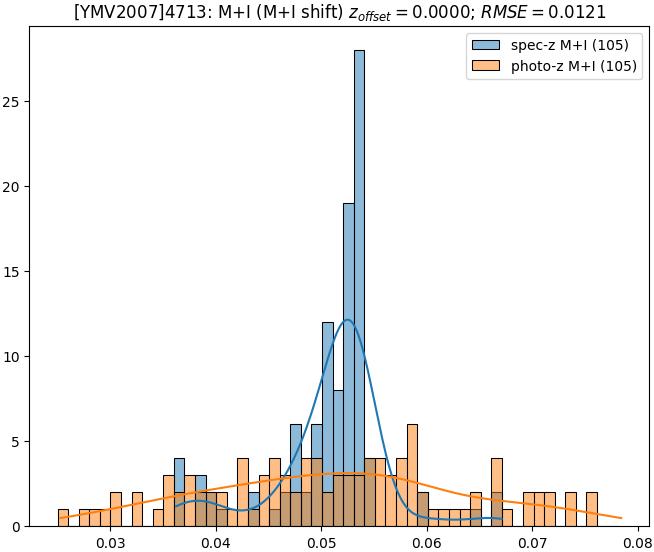 [YMV2007]4713: M+I (M+I shift) z_offset = 0.0000; RMSE = 0.0121
spec-z M+I (105)
photo-z M+I (105)
25
20
15
10
5
0
0.03 0.04 0.05 0.06 0.07 0.08